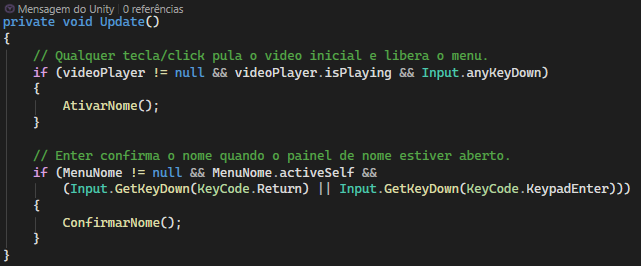 Mensagem do Unity | 0 referências
private void Update()
{
    // Qualquer tecla/click pula o video inicial e libera o menu.
    if (videoPlayer != null && videoPlayer.isPlaying && Input.anyKeyDown)
    {
        AtivarNome();
    }

    // Enter confirma o nome quando o painel de nome estiver aberto.
    if (MenuNome != null && MenuNome.activeSelf &&
        (Input.GetKeyDown(KeyCode.Return) || Input.GetKeyDown(KeyCode.KeypadEnter)))
    {
        ConfirmarNome();
    }
}